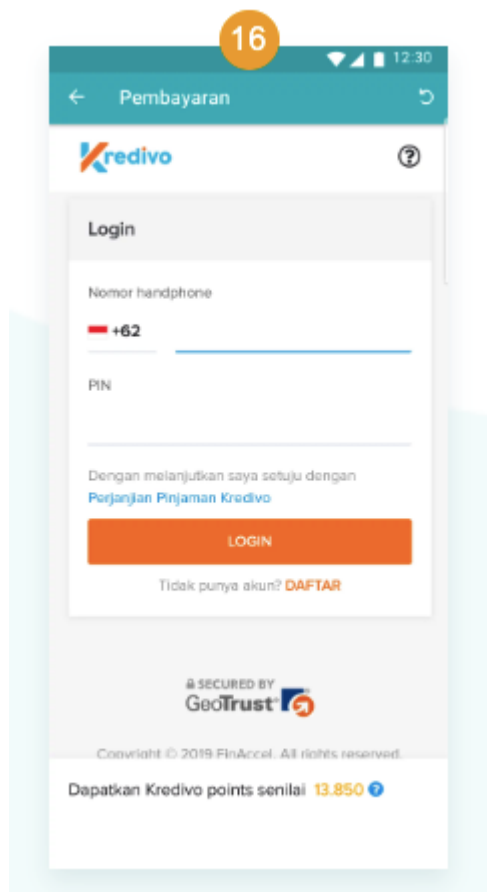 16
12:30
Pembayaran
Kredivo
Login
Nomor handphone
+62
PIN
Dengan melanjutkan saya setuju dengan
Perjanjian Pinjaman Kredivo
LOGIN
Tidak punya akun? DAFTAR
SECURED BY
GeoTrust
Copyright © 2019 FinAccel. All rights reserved.
Dapatkan Kredivo points senilai 13.850